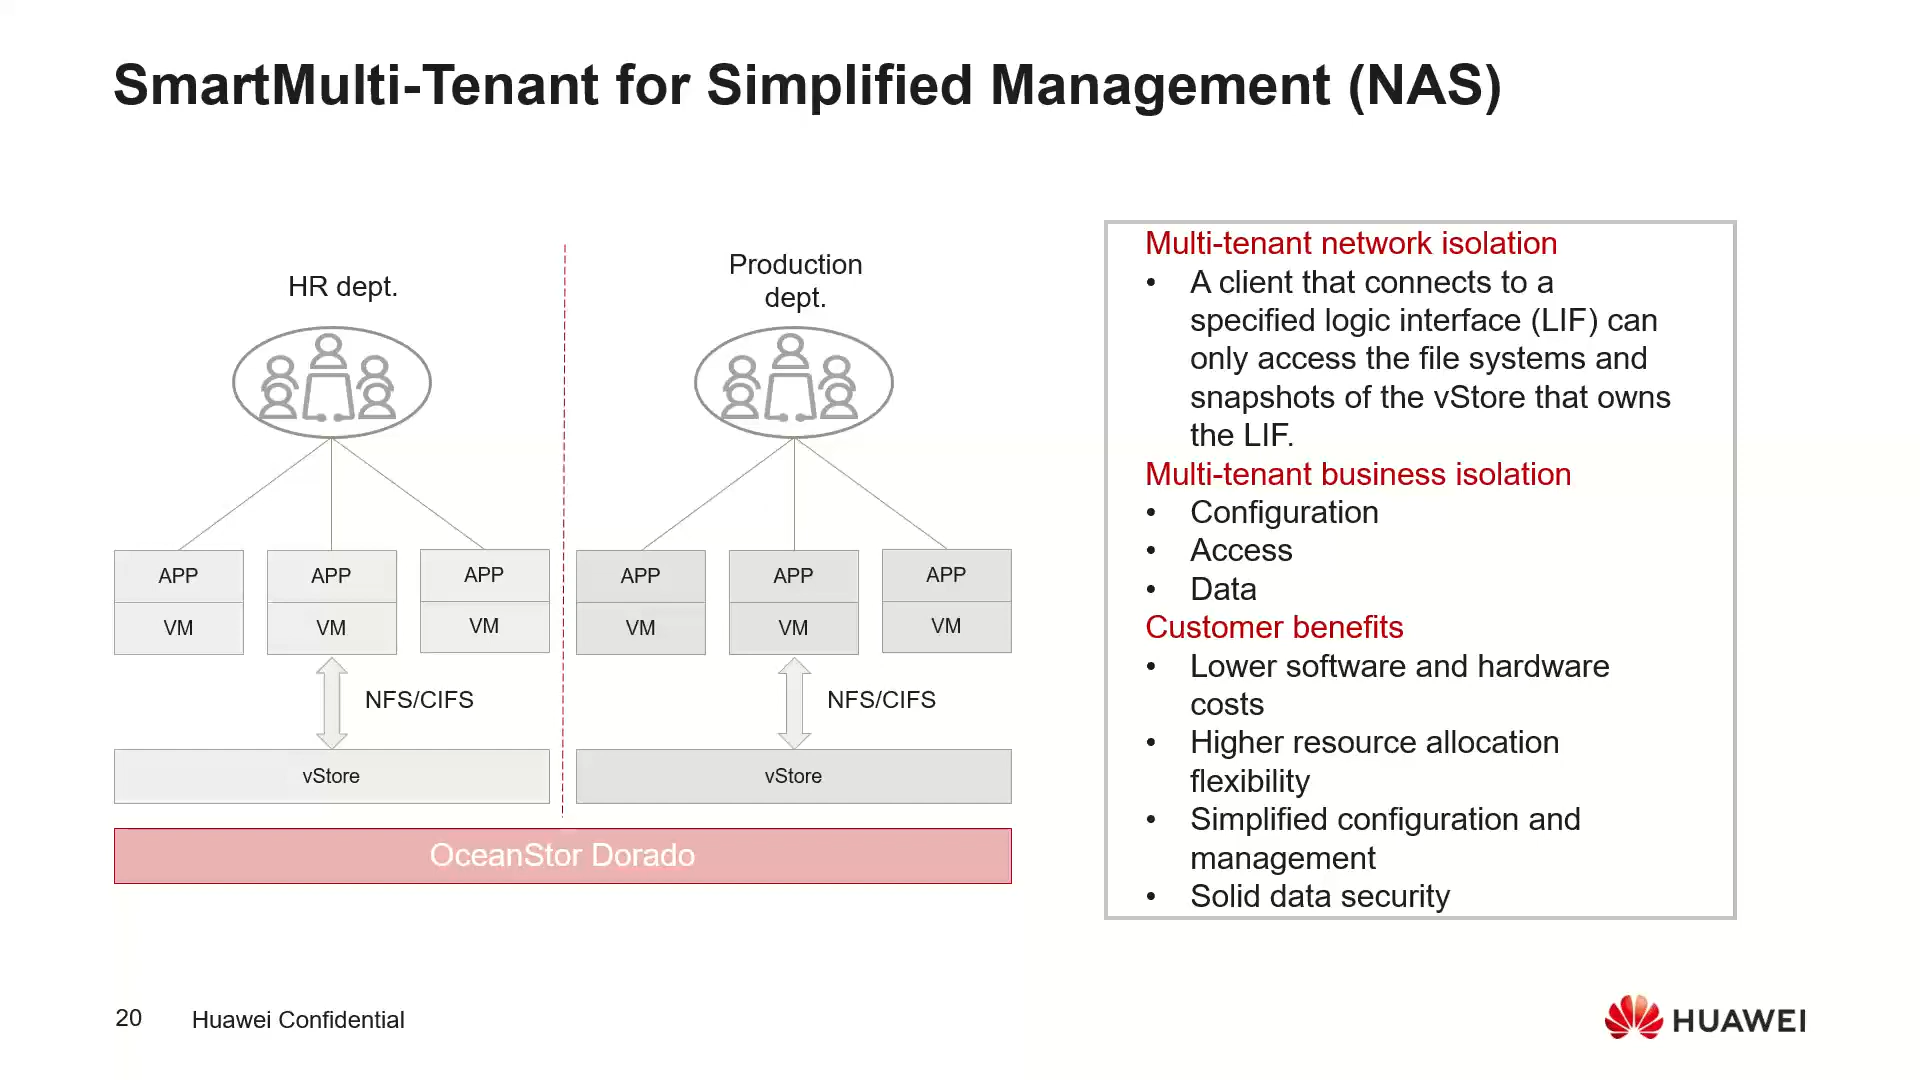 SmartMulti-Tenant for Simplified Management (NAS)
HR dept.
Production
dept.
APP
APP
APP
APP
APP
APP
VM
VM
VM
VM
VM
VM
NFS/CIFS
NFS/CIFS
vStore
vStore
OceanStor Dorado
Multi-tenant network isolation
• A client that connects to a
specified logic interface (LIF) can
only access the file systems and
snapshots of the vStore that owns
the LIF.
Multi-tenant business isolation
• Configuration
• Access
• Data
Customer benefits
• Lower software and hardware
costs
• Higher resource allocation
flexibility
• Simplified configuration and
management
• Solid data security
20 Huawei Confidential
HUAWEI